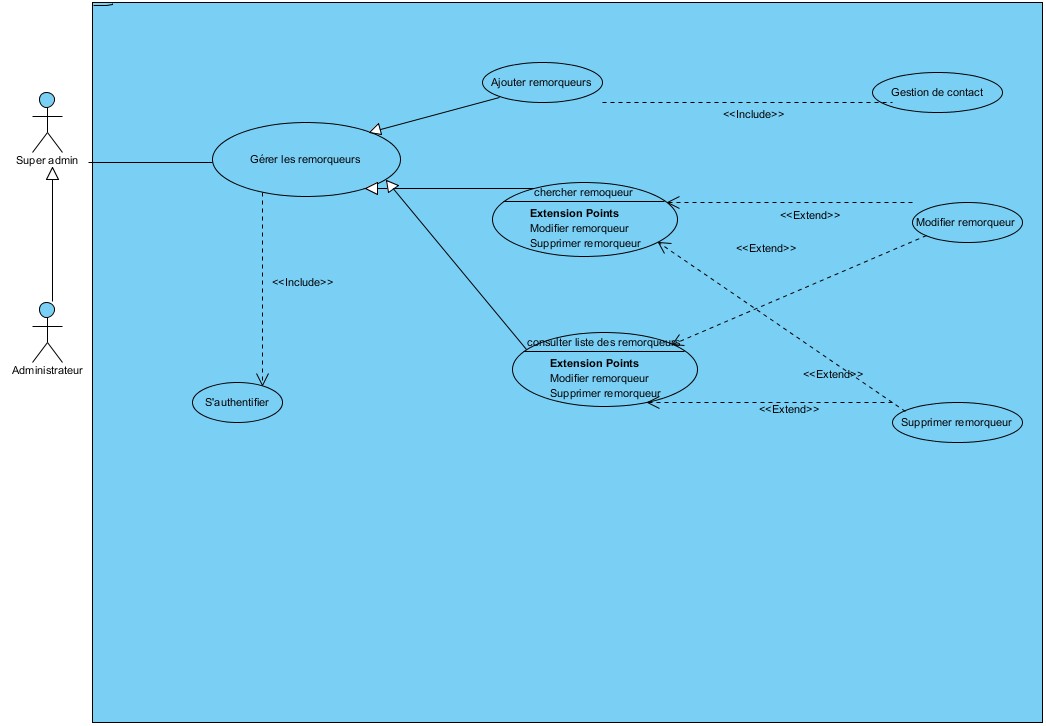 Ajouter remorqueurs
Gestion de contact
<<Include>>
Super admin
Gérer les remorqueurs
chercher remoqueur
Extension Points
Modifier remorqueur
Supprimer remorqueur
<<Extend>>
Modifier remorqueur
<<Extend>>
<<Include>>
consulter liste des remorqueurs
Extension Points
Modifier remorqueur
Supprimer remorqueur
<<Extend>>
<<Extend>>
Administrateur
S'authentifier
Supprimer remorqueur